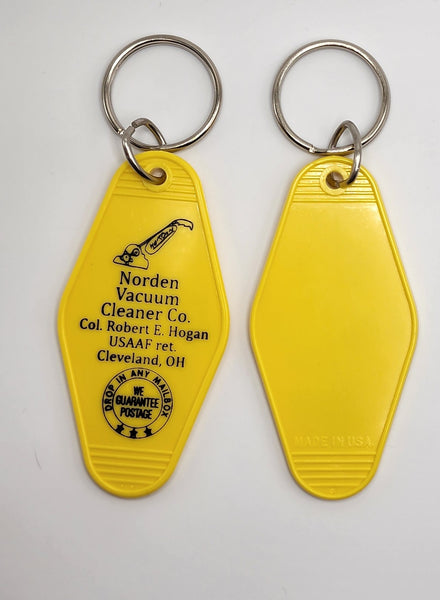 Norden
Vacuum
Cleaner Co.
Col. Robert E. Hogan
USAAF ret.
Cleveland, OH
DROP IN ANY MAILBOX
WE
GUARANTEE
POSTAGE
MADE IN USA